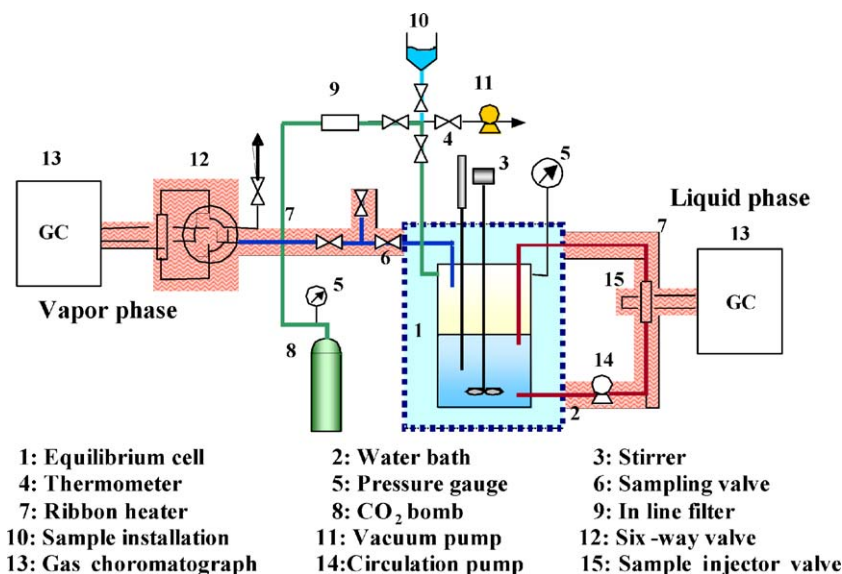 10
11
9
4
3
5
13
12
Liquid phase
7
7
13
GC
6
15
GC
Vapor phase
5
1
8
14
2
1: Equilibrium cell 2: Water bath 3: Stirrer
4: Thermometer 5: Pressure gauge 6: Sampling valve
7: Ribbon heater 8: CO2 bomb 9: In line filter
10: Sample installation 11: Vacuum pump 12: Six -way valve
13: Gas choromatograph 14:Circulation pump 15: Sample injector valve